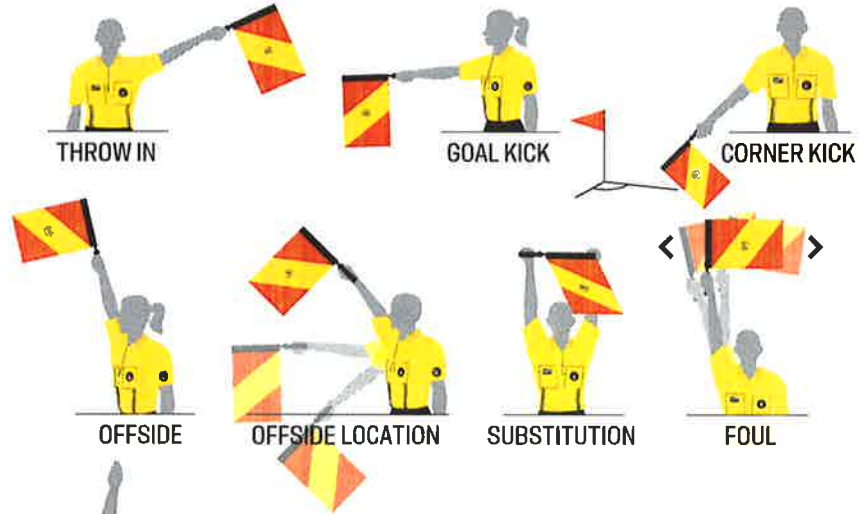 THROW IN
GOAL KICK
CORNER KICK
OFFSIDE
OFFSIDE LOCATION
SUBSTITUTION
FOUL